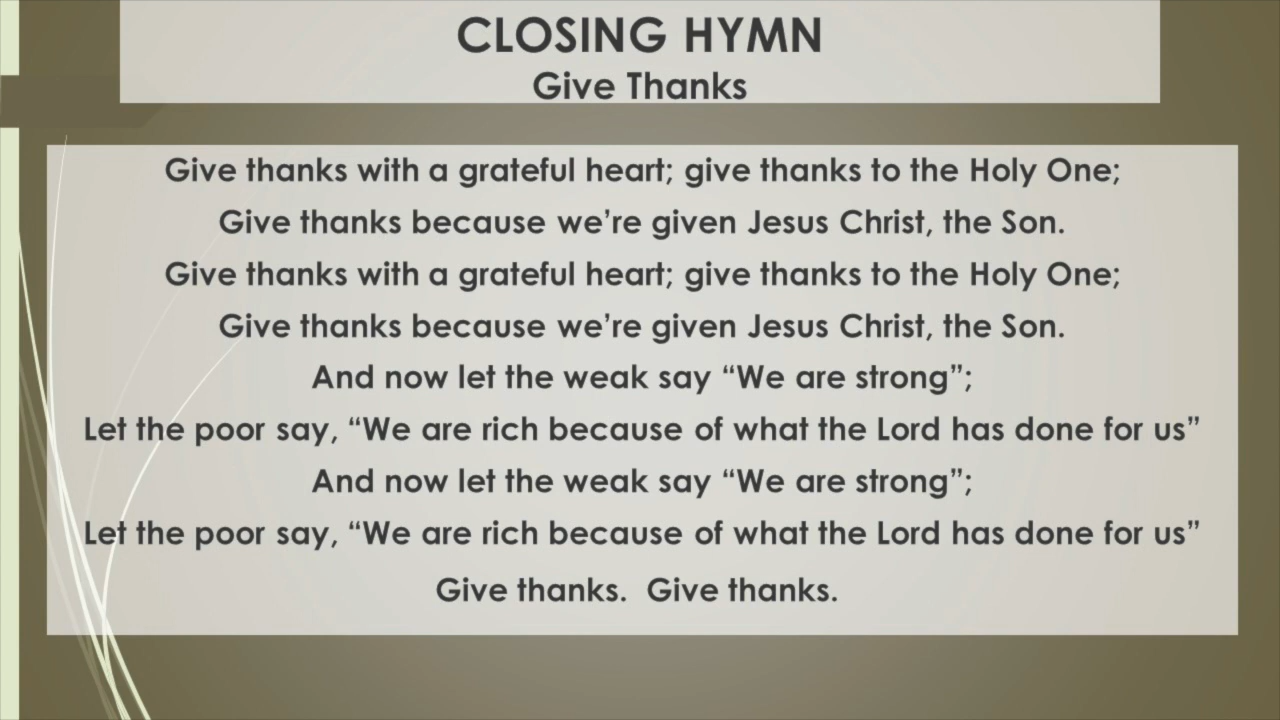 CLOSING HYMN
Give Thanks
Give thanks with a grateful heart; give thanks to the Holy One;
Give thanks because we’re given Jesus Christ, the Son.
Give thanks with a grateful heart; give thanks to the Holy One;
Give thanks because we’re given Jesus Christ, the Son.
And now let the weak say “We are strong”;
Let the poor say, “We are rich because of what the Lord has done for us”
And now let the weak say “We are strong”;
Let the poor say, “We are rich because of what the Lord has done for us”
Give thanks.  Give thanks.